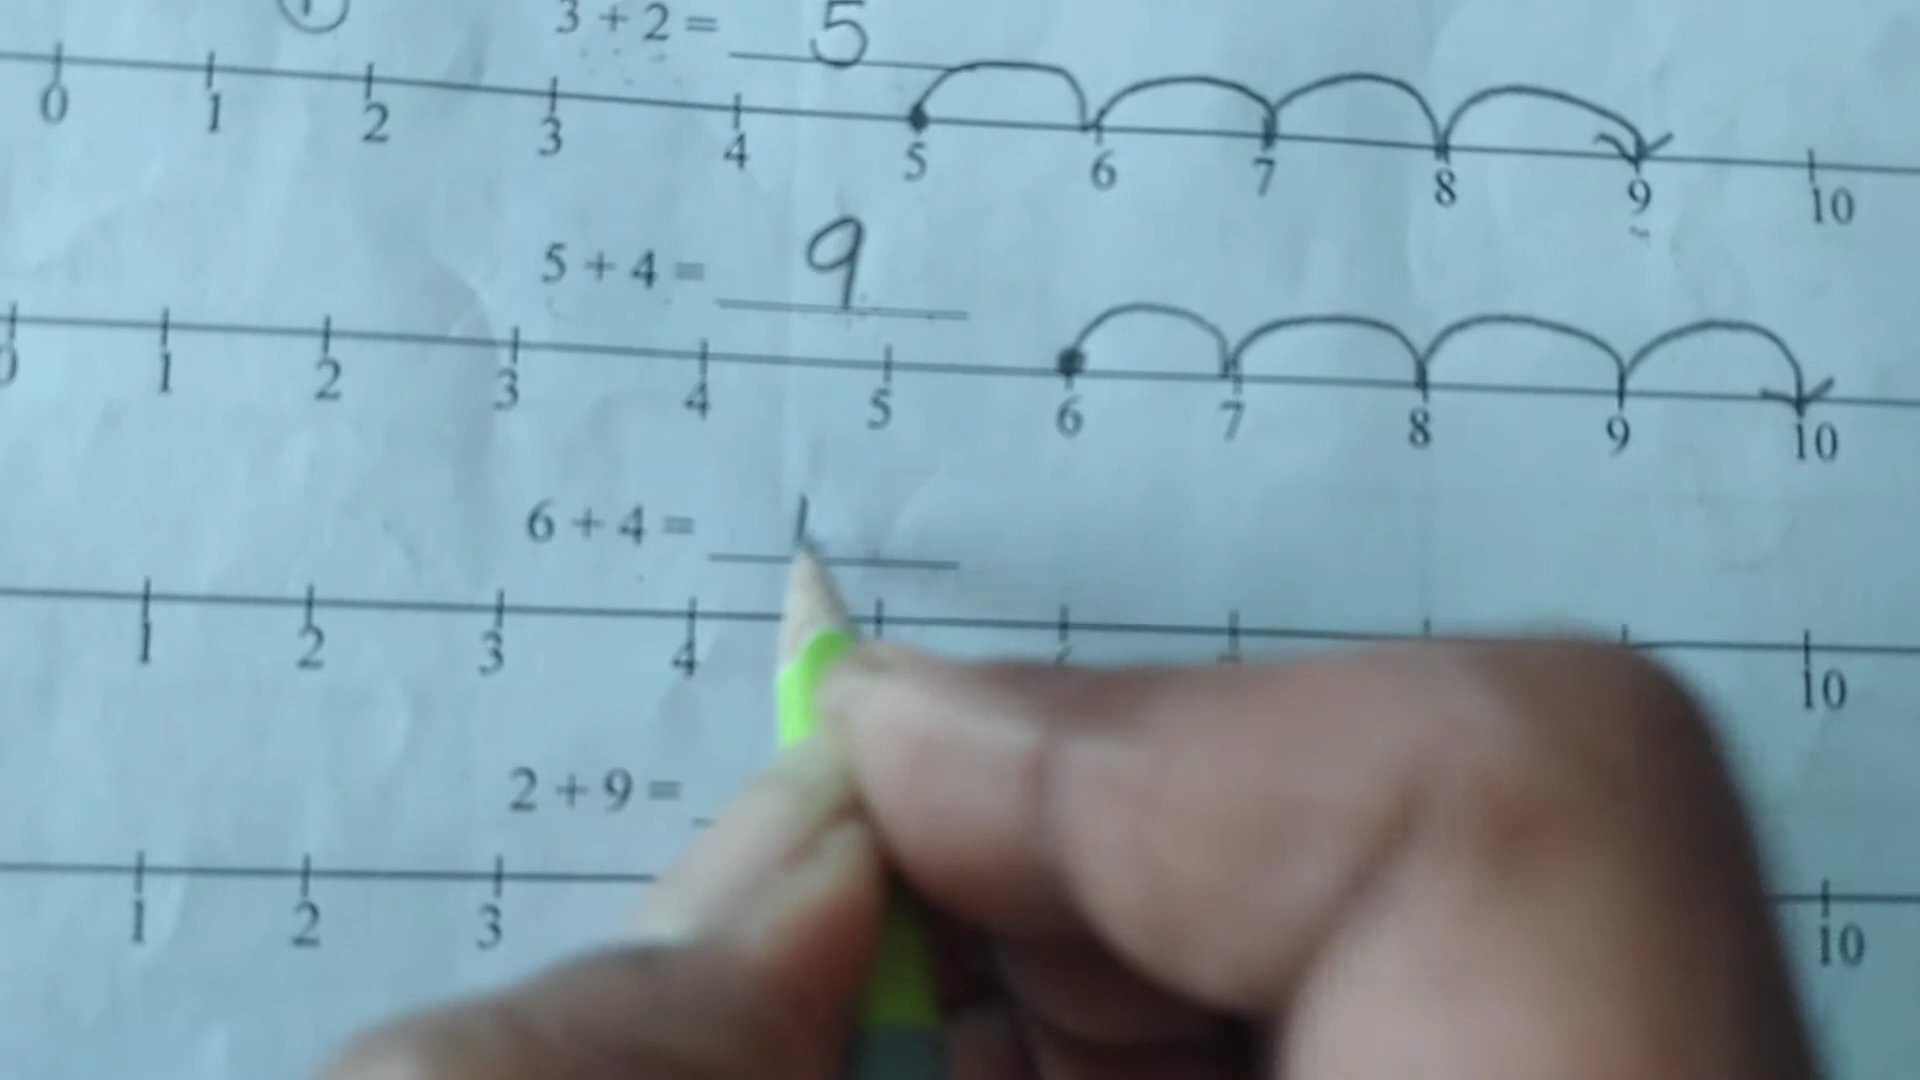 3 + 2 = 5
0 1 2 3 4 5 6 7 8 9 10
5 + 4 = 9
0 1 2 3 4 5 6 7 8 9 10
6 + 4 = 1
1 2 3 4 10
2 + 9 =
1 2 3 10